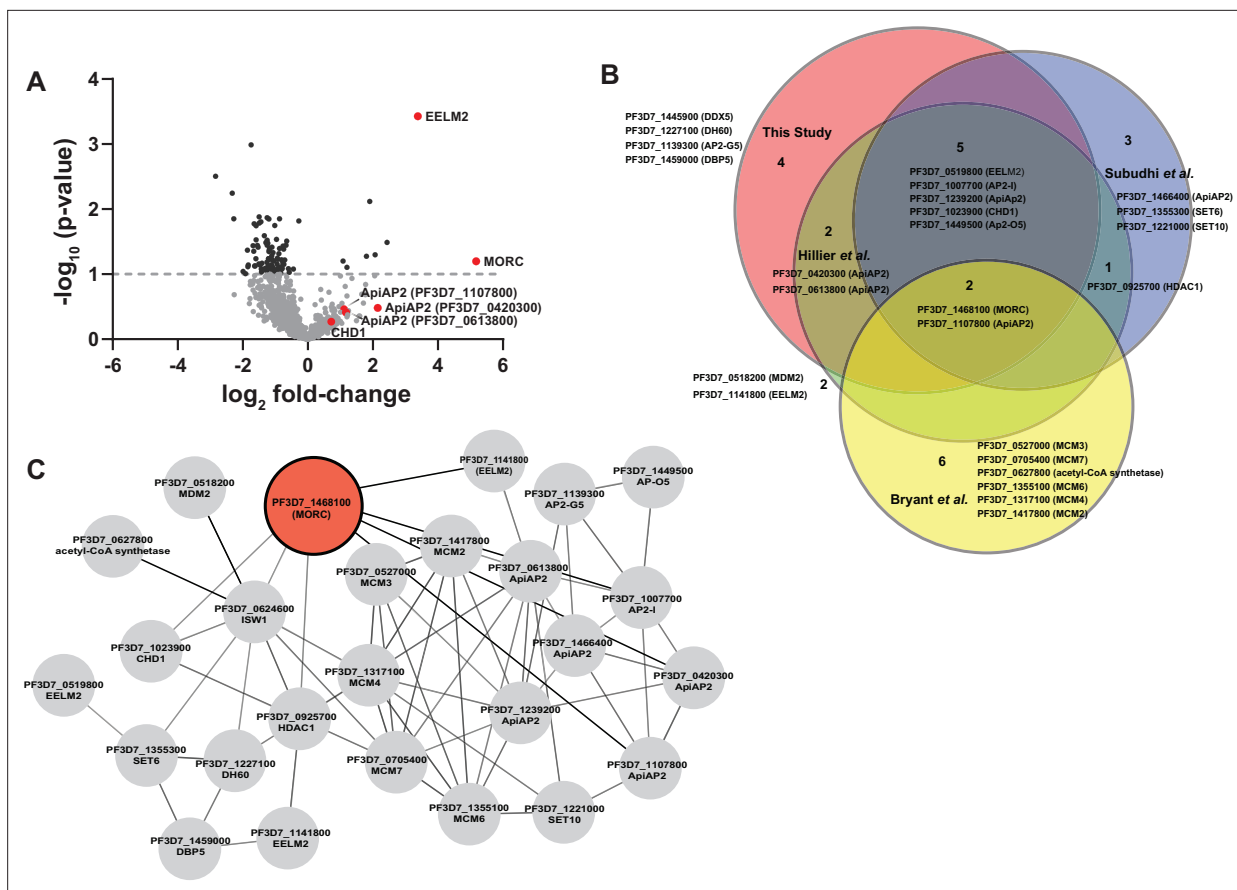 A
4
3
2
1
0
-log10 (p-value)
-6
-4
-2
0
2
4
6
log2 fold-change
EELM2
MORC
ApiAP2 (PF3D7_1107800)
ApiAP2 (PF3D7_0420300)
ApiAP2 (PF3D7_0613800)
CHD1
B
PF3D7_1445900 (DDX5)
PF3D7_1227100 (DH60)
PF3D7_1139300 (AP2-G5)
PF3D7_1459000 (DBP5)
This Study
4
5
PF3D7_0519800 (EELM2)
PF3D7_1007700 (AP2-I)
PF3D7_1239200 (ApiAp2)
PF3D7_1023900 (CHD1)
PF3D7_1449500 (Ap2-O5)
3
Subudhi et al.
PF3D7_1466400 (ApiAP2)
PF3D7_1355300 (SET6)
PF3D7_1221000 (SET10)
2
Hillier et al.
PF3D7_0420300 (ApiAP2)
PF3D7_0613800 (ApiAP2)
1
PF3D7_0925700 (HDAC1)
2
PF3D7_1468100 (MORC)
PF3D7_1107800 (ApiAP2)
PF3D7_0518200 (MDM2)
2
PF3D7_1141800 (EELM2)
6
Bryant et al.
PF3D7_0527000 (MCM3)
PF3D7_0705400 (MCM7)
PF3D7_0627800 (acetyl-CoA synthetase)
PF3D7_1355100 (MCM6)
PF3D7_1317100 (MCM4)
PF3D7_1417800 (MCM2)
C
PF3D7_0518200
MDM2
PF3D7_1468100
(MORC)
PF3D7_1141800
(EELM2)
PF3D7_1139300
AP2-G5
PF3D7_1449500
AP-O5
PF3D7_0627800
acetyl-CoA synthetase
PF3D7_1417800
MCM2
PF3D7_0527000
MCM3
PF3D7_0613800
ApiAP2
PF3D7_1007700
AP2-I
PF3D7_0624600
ISW1
PF3D7_1023900
CHD1
PF3D7_1466400
ApiAP2
PF3D7_0420300
ApiAP2
PF3D7_1317100
MCM4
PF3D7_0519800
EELM2
PF3D7_0925700
HDAC1
PF3D7_1239200
ApiAP2
PF3D7_1355300
SET6
PF3D7_1227100
DH60
PF3D7_0705400
MCM7
PF3D7_1107800
ApiAP2
PF3D7_1355100
MCM6
PF3D7_1221000
SET10
PF3D7_1459000
DBP5
PF3D7_1141800
EELM2